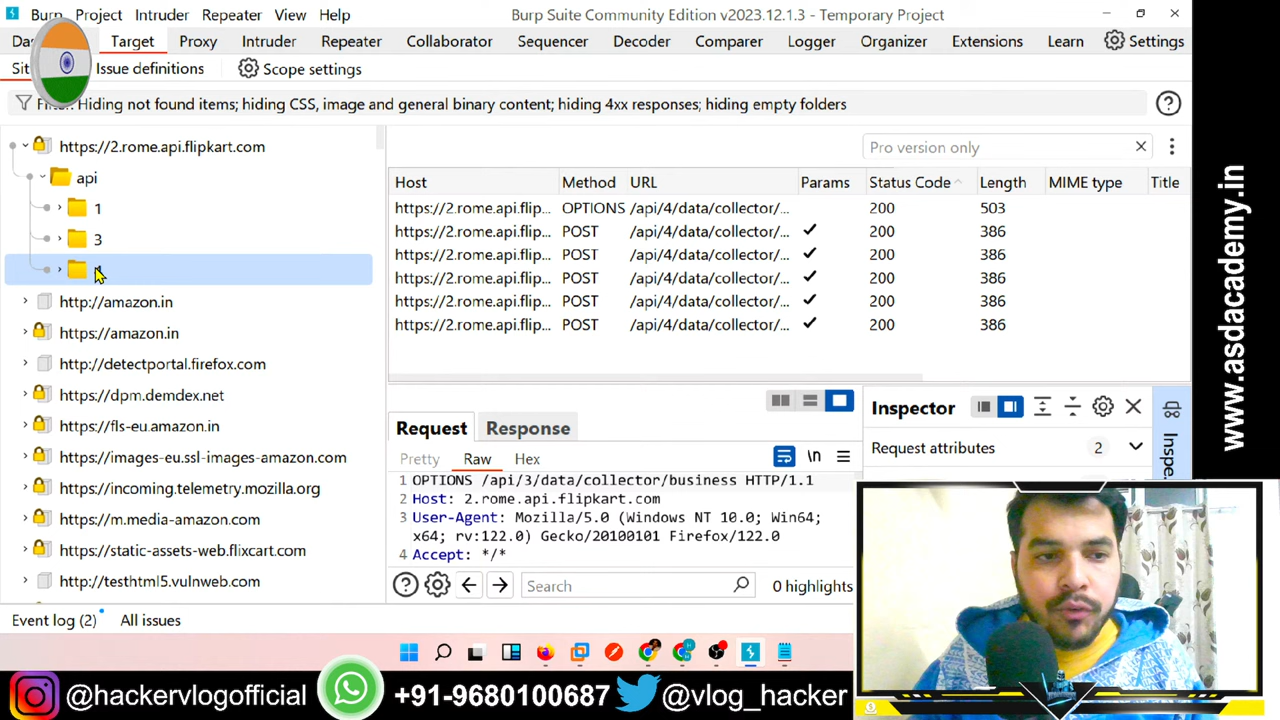 Burp Project Intruder Repeater View Help
Burp Suite Community Edition v2023.12.1.3 - Temporary Project
Target Proxy Intruder Repeater Collaborator Sequencer Decoder Comparer Logger Organizer Extensions Learn Settings
Issue definitions Scope settings
Hiding not found items; hiding CSS, image and general binary content; hiding 4xx responses; hiding empty folders
https://2.rome.api.flipkart.com
api
1
3
http://amazon.in
https://amazon.in
http://detectportal.firefox.com
https://dpm.demdex.net
https://fls-eu.amazon.in
https://images-eu.ssl-images-amazon.com
https://incoming.telemetry.mozilla.org
https://m.media-amazon.com
https://static-assets-web.flixcart.com
http://testhtml5.vulnweb.com
Pro version only
Host Method URL Params Status Code Length MIME type Title
https://2.rome.api.flip... OPTIONS /api/4/data/collector/... 200 503
https://2.rome.api.flip... POST /api/4/data/collector/... ✓ 200 386
https://2.rome.api.flip... POST /api/4/data/collector/... ✓ 200 386
https://2.rome.api.flip... POST /api/4/data/collector/... ✓ 200 386
https://2.rome.api.flip... POST /api/4/data/collector/... ✓ 200 386
https://2.rome.api.flip... POST /api/4/data/collector/... ✓ 200 386
Request Response
Pretty Raw Hex
\n
1 OPTIONS /api/3/data/collector/business HTTP/1.1
2 Host: 2.rome.api.flipkart.com
3 User-Agent: Mozilla/5.0 (Windows NT 10.0; Win64;
x64; rv:122.0) Gecko/20100101 Firefox/122.0
4 Accept: */*
Search
0 highlights
Inspector
Request attributes 2
Event log (2) All issues
www.asdacademy.in
@hackervlogofficial
+91-9680100687
@vlog_hacker